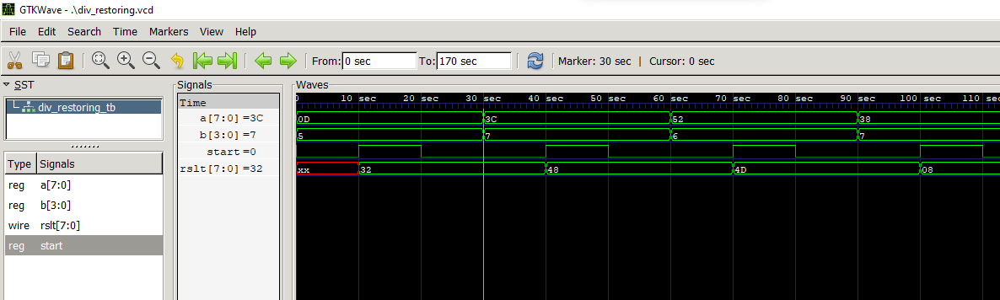 GTKWave - .\div_restoring.vcd
File Edit Search Time Markers View Help
From: 0 sec To: 170 sec Marker: 30 sec | Cursor: 0 sec
SST
div_restoring_tb
Type Signals
reg a[7:0]
reg b[3:0]
wire rslt[7:0]
reg start
Signals
Time
a[7:0] =3C
b[3:0] =7
start =0
rslt[7:0] =32
Waves
0 10 sec 20 sec 30 sec 40 sec 50 sec 60 sec 70 sec 80 sec 90 sec 100 sec 110 sec
0D 3C 52 38
5 7 6 7
xx 32 48 4D 08